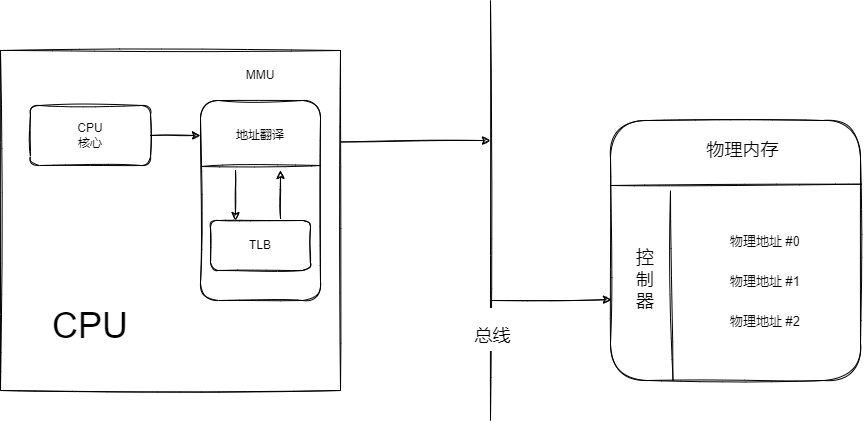 MMU
CPU
核心
地址翻译
TLB
CPU
总线
物理内存
控
制
器
物理地址 #0
物理地址 #1
物理地址 #2